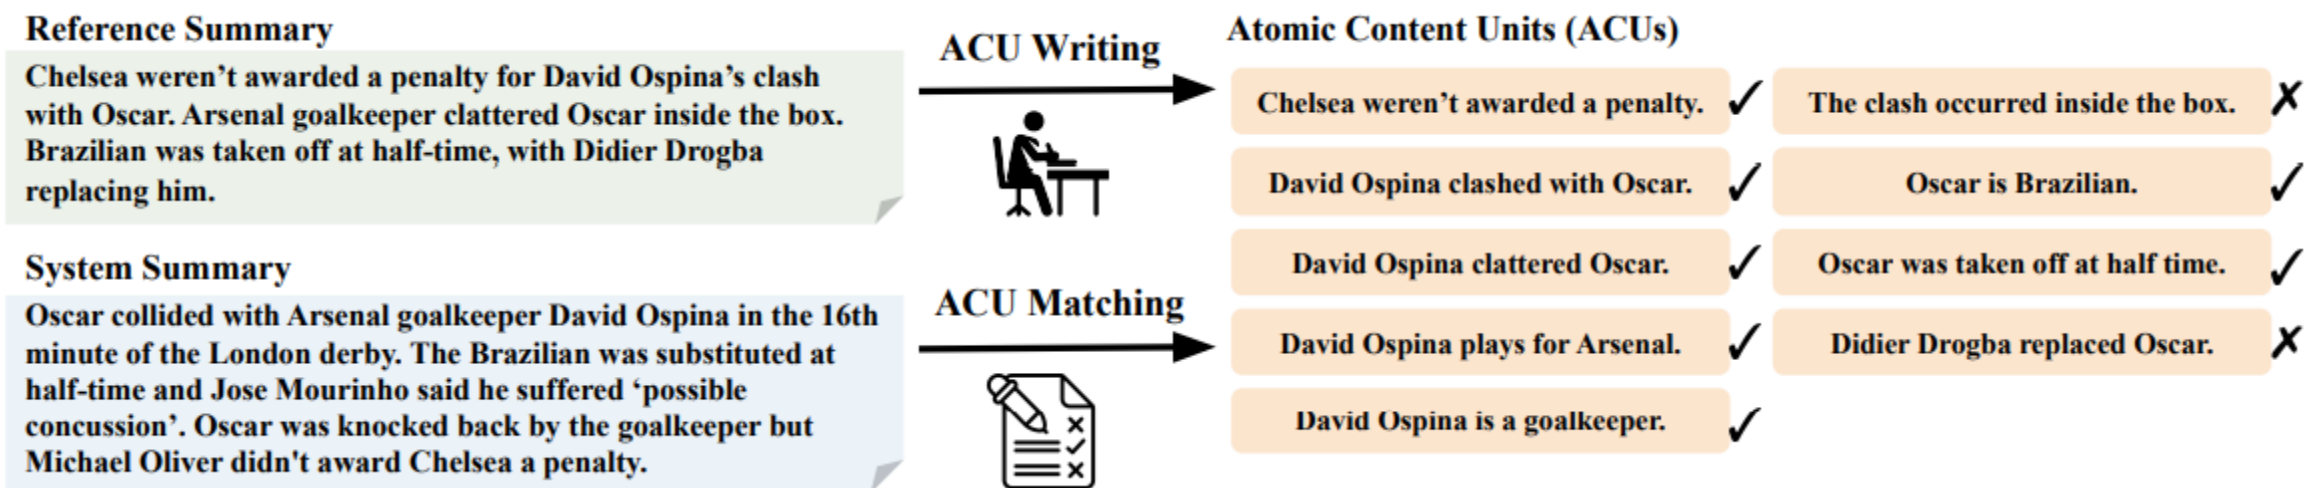 Reference Summary
Chelsea weren’t awarded a penalty for David Ospina’s clash
with Oscar. Arsenal goalkeeper clattered Oscar inside the box.
Brazilian was taken off at half-time, with Didier Drogba
replacing him.
System Summary
Oscar collided with Arsenal goalkeeper David Ospina in the 16th
minute of the London derby. The Brazilian was substituted at
half-time and Jose Mourinho said he suffered ‘possible
concussion’. Oscar was knocked back by the goalkeeper but
Michael Oliver didn't award Chelsea a penalty.
ACU Writing
ACU Matching
Atomic Content Units (ACUs)
Chelsea weren’t awarded a penalty. ✓
David Ospina clashed with Oscar. ✓
David Ospina clattered Oscar. ✓
David Ospina plays for Arsenal. ✓
David Ospina is a goalkeeper. ✓
The clash occurred inside the box. ✗
Oscar is Brazilian. ✓
Oscar was taken off at half time. ✓
Didier Drogba replaced Oscar. ✗